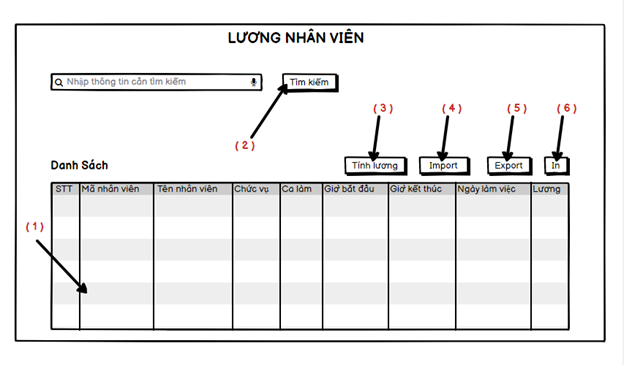 LƯƠNG NHÂN VIÊN
Nhập thông tin cần tìm kiếm
Tìm kiếm
( 2 )
( 3 )
( 4 )
( 5 )
( 6 )
Danh Sách
Tính lương
Import
Export
In
STT Mã nhân viên Tên nhân viên Chức vụ Ca làm Giờ bắt đầu Giờ kết thúc Ngày làm việc Lương
( 1 )